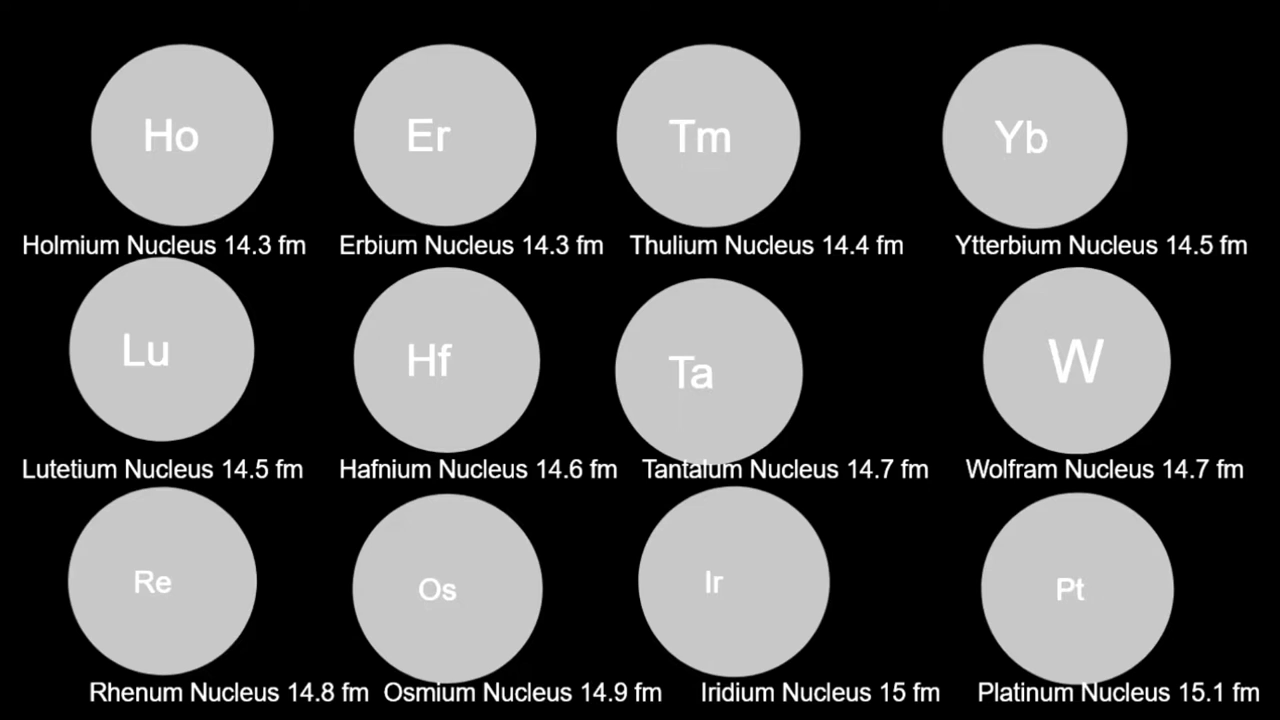 Ho
Er
Tm
Yb
Holmium Nucleus 14.3 fm
Erbium Nucleus 14.3 fm
Thulium Nucleus 14.4 fm
Ytterbium Nucleus 14.5 fm
Lu
Hf
Ta
W
Lutetium Nucleus 14.5 fm
Hafnium Nucleus 14.6 fm
Tantalum Nucleus 14.7 fm
Wolfram Nucleus 14.7 fm
Re
Os
Ir
Pt
Rhenum Nucleus 14.8 fm
Osmium Nucleus 14.9 fm
Iridium Nucleus 15 fm
Platinum Nucleus 15.1 fm